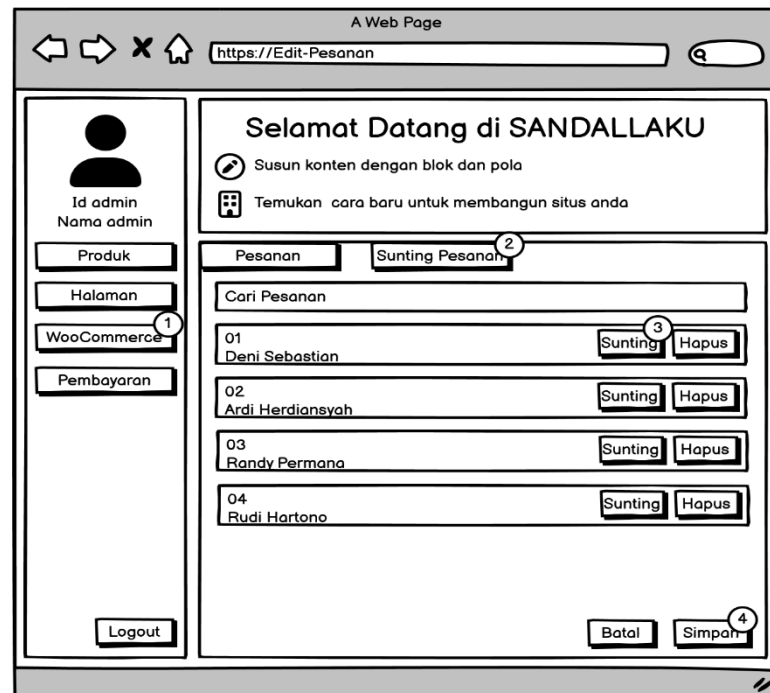 A Web Page
https://Edit-Pesanan
Id admin
Nama admin
Produk
Halaman
WooCommerce
1
Pembayaran
Logout
Selamat Datang di SANDALLAKU
Susun konten dengan blok dan pola
Temukan cara baru untuk membangun situs anda
Pesanan
Sunting Pesanan
2
Cari Pesanan
01
Deni Sebastian
Sunting
3
Hapus
02
Ardi Herdiansyah
Sunting
Hapus
03
Randy Permana
Sunting
Hapus
04
Rudi Hartono
Sunting
Hapus
Batal
Simpan
4